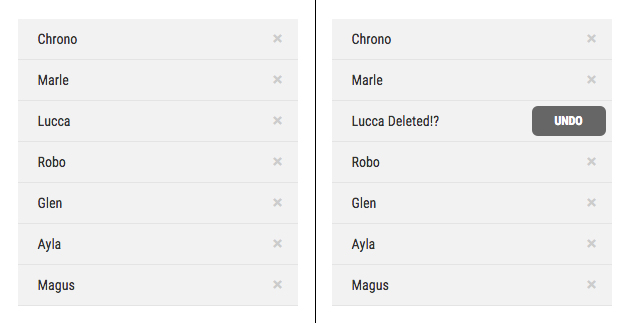 Chrono ×
Marle ×
Lucca ×
Robo ×
Glen ×
Ayla ×
Magus ×
Chrono ×
Marle ×
Lucca Deleted!? UNDO
Robo ×
Glen ×
Ayla ×
Magus ×